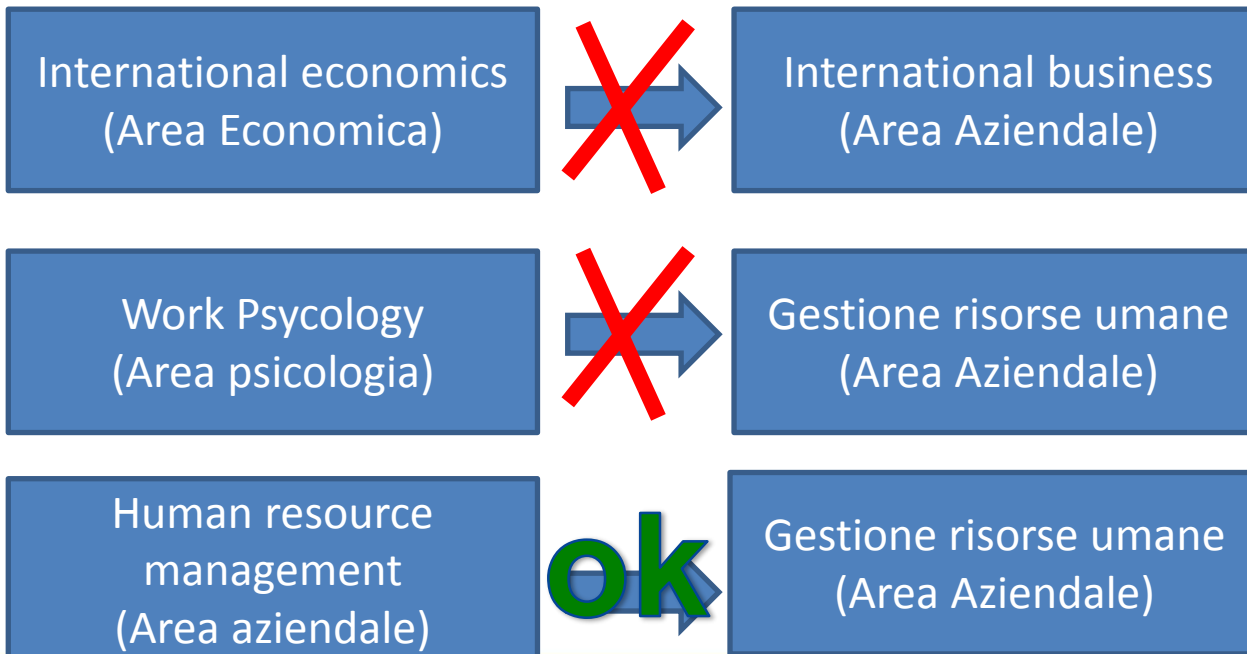 International economics
(Area Economica)
International business
(Area Aziendale)
Work Psycology
(Area psicologia)
Gestione risorse umane
(Area Aziendale)
Human resource
management
(Area aziendale)
ok
Gestione risorse umane
(Area Aziendale)